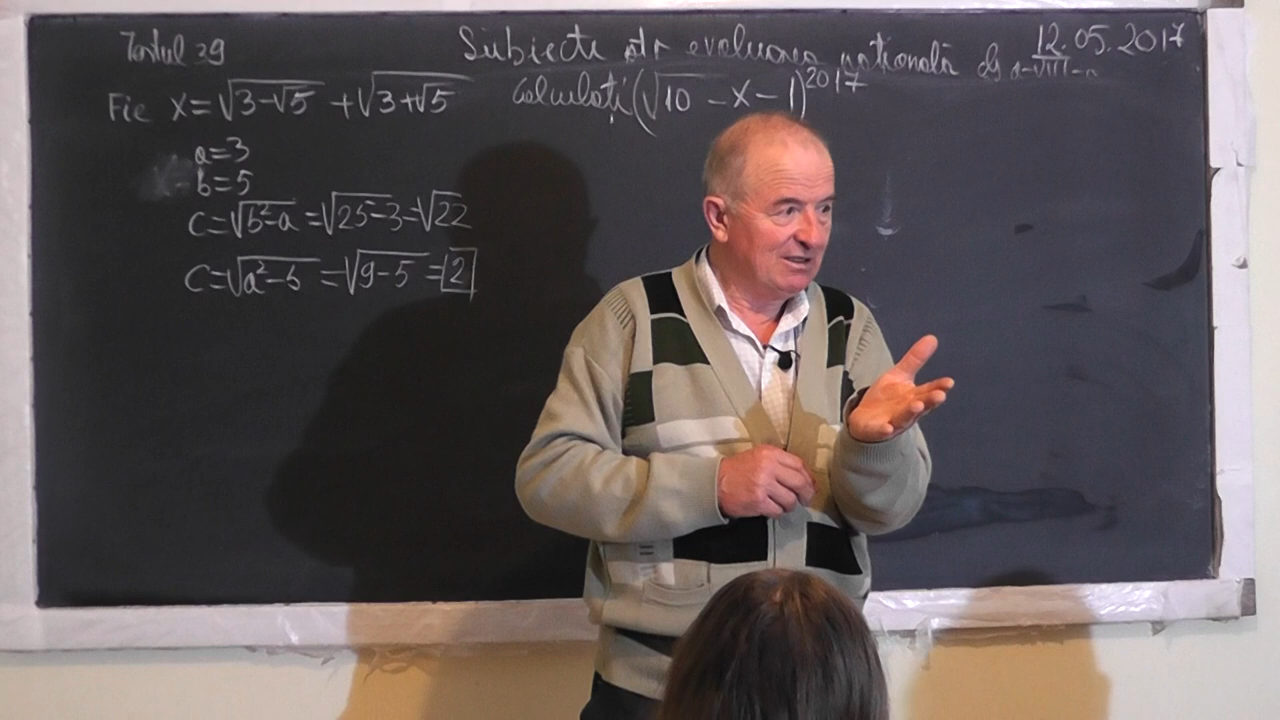 Testul 39
Subiecte ptr evaluarea națională cls a-VIII-a
12.05.2017
Fie x=√(3-√5) + √(3+√5) calculați (√10 - x - 1)^2017
a=3
b=5
C=√(b²-a) = √(25-3) = √22
C=√(a²-b) = √(9-5) = 2